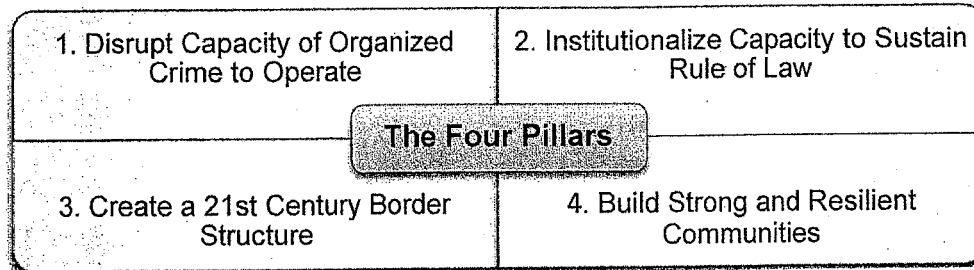 1. Disrupt Capacity of Organized
Crime to Operate
2. Institutionalize Capacity to Sustain
Rule of Law
The Four Pillars
3. Create a 21st Century Border
Structure
4. Build Strong and Resilient
Communities